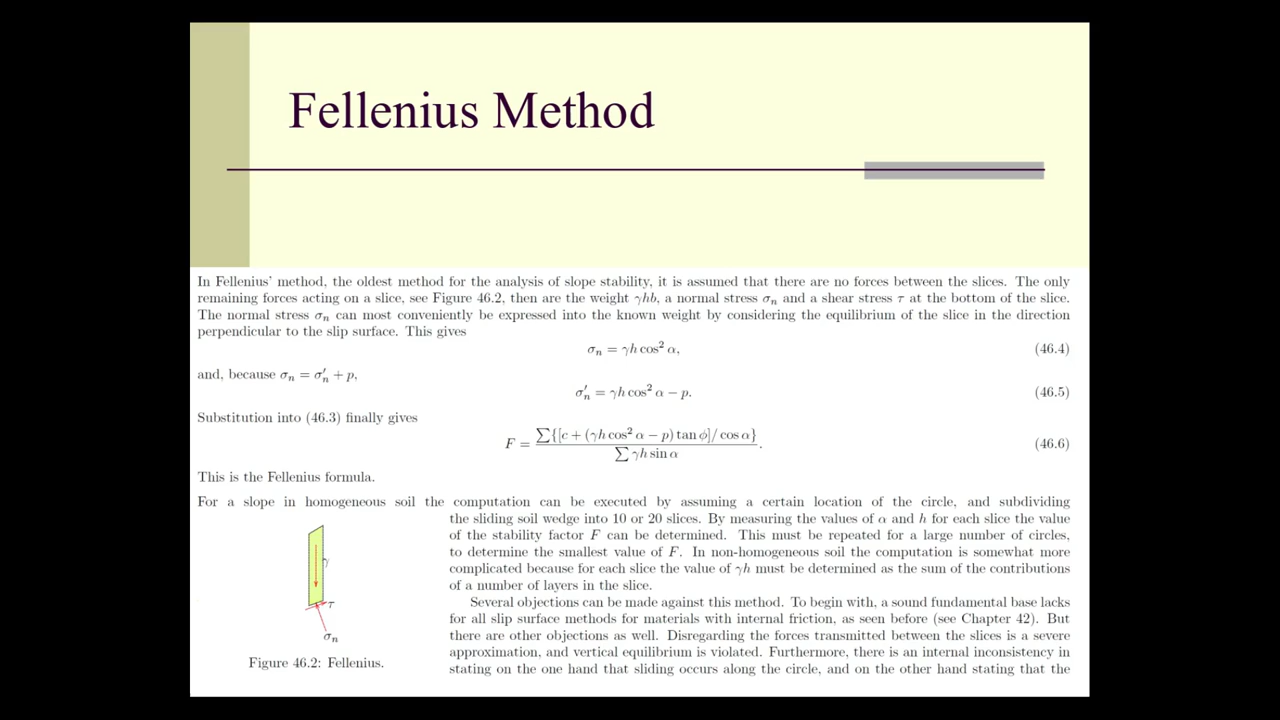 Fellenius Method
In Fellenius' method, the oldest method for the analysis of slope stability, it is assumed that there are no forces between the slices. The only
remaining forces acting on a slice, see Figure 46.2, then are the weight γhb, a normal stress σₙ and a shear stress τ at the bottom of the slice.
The normal stress σₙ can most conveniently be expressed into the known weight by considering the equilibrium of the slice in the direction
perpendicular to the slip surface. This gives
σₙ = γh cos² α, (46.4)
and, because σₙ = σ′ₙ + p,
σ′ₙ = γh cos² α − p. (46.5)
Substitution into (46.3) finally gives
F = ∑{[c + (γh cos² α − p) tan ϕ]/ cos α} / ∑ γh sin α. (46.6)
This is the Fellenius formula.
For a slope in homogeneous soil the computation can be executed by assuming a certain location of the circle, and subdividing
the sliding soil wedge into 10 or 20 slices. By measuring the values of α and h for each slice the value
of the stability factor F can be determined. This must be repeated for a large number of circles,
to determine the smallest value of F. In non-homogeneous soil the computation is somewhat more
complicated because for each slice the value of γh must be determined as the sum of the contributions
of a number of layers in the slice.
Several objections can be made against this method. To begin with, a sound fundamental base lacks
for all slip surface methods for materials with internal friction, as seen before (see Chapter 42). But
there are other objections as well. Disregarding the forces transmitted between the slices is a severe
approximation, and vertical equilibrium is violated. Furthermore, there is an internal inconsistency in
stating on the one hand that sliding occurs along the circle, and on the other hand stating that the
γ
τ
σₙ
Figure 46.2: Fellenius.